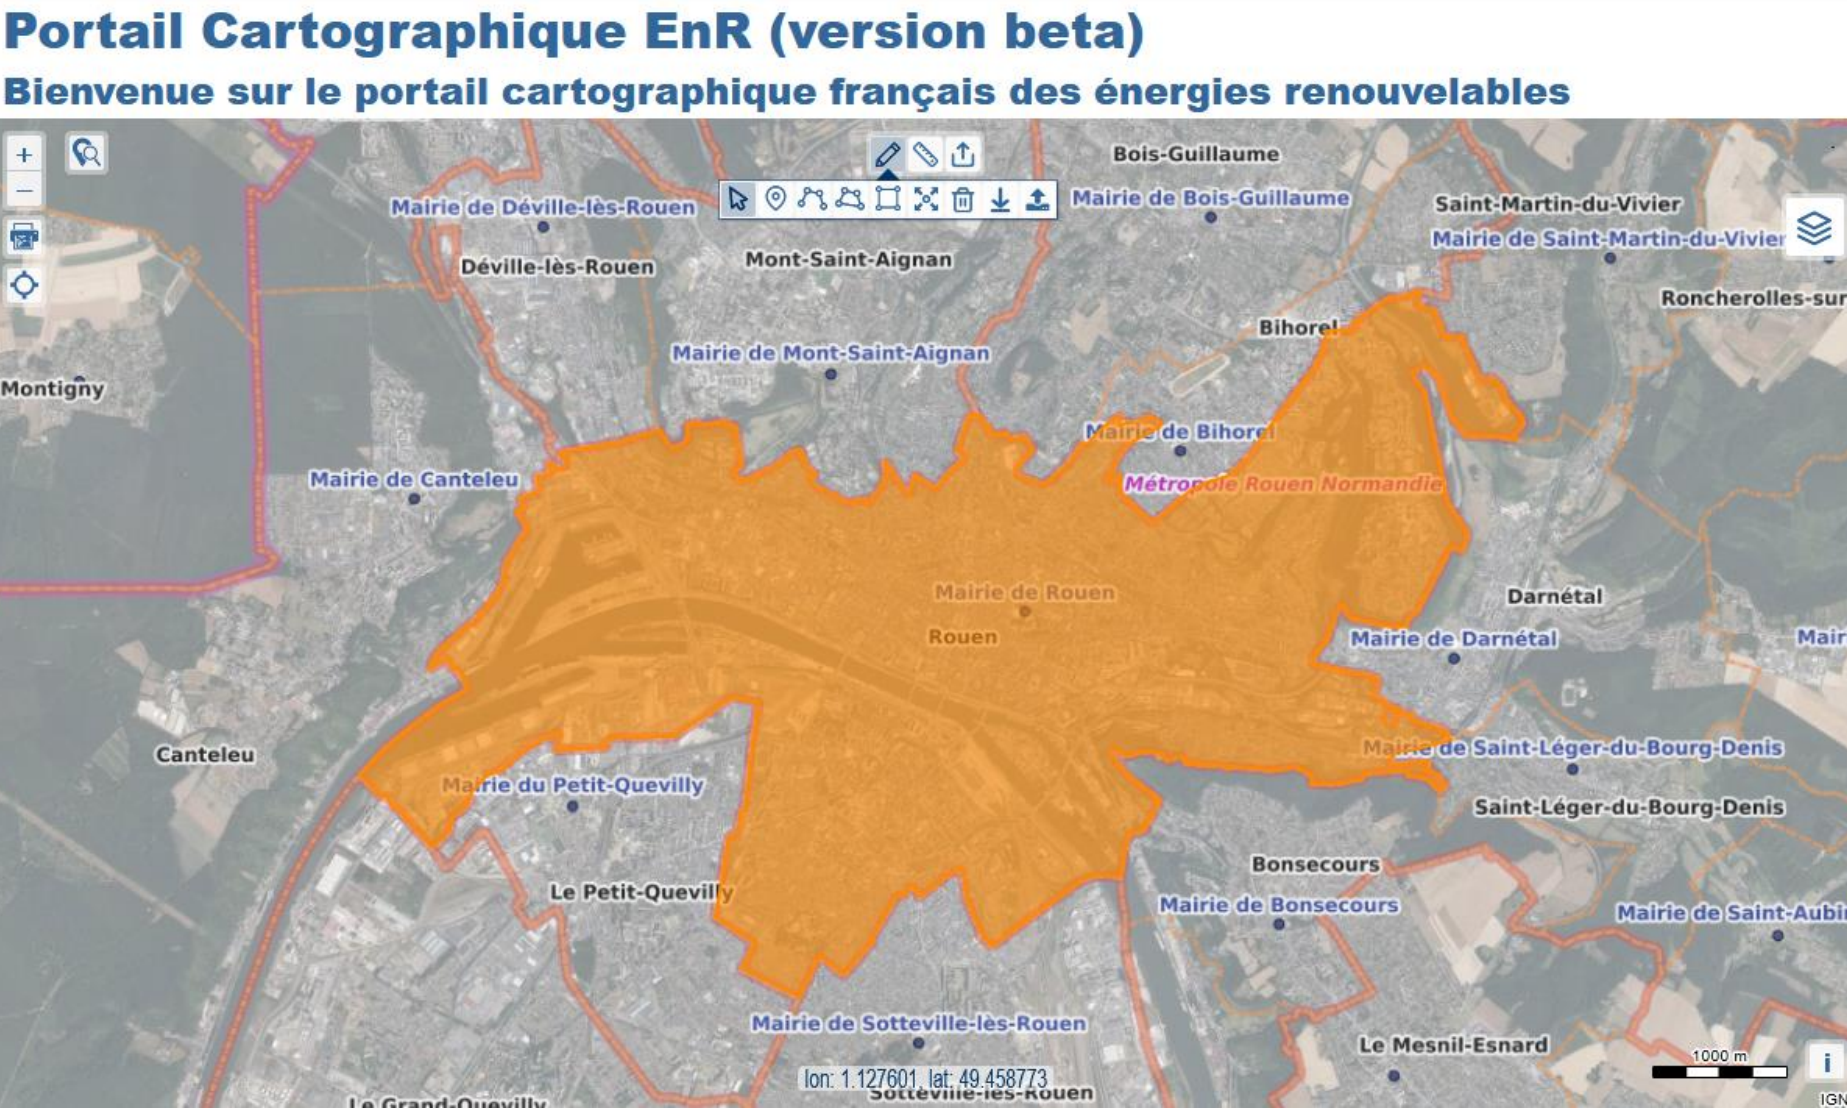 Portail Cartographique EnR (version beta)
Bienvenue sur le portail cartographique français des énergies renouvelables
Bois-Guillaume
Mairie de Bois-Guillaume
Saint-Martin-du-Vivier
Mairie de Saint-Martin-du-Vivier
Mairie de Déville-lès-Rouen
Déville-lès-Rouen
Mont-Saint-Aignan
Roncherolles-sur
Bihorel
Mairie de Mont-Saint-Aignan
Montigny
Mairie de Bihorel
Mairie de Canteleu
Métropole Rouen Normandie
Mairie de Rouen
Rouen
Darnétal
Mairie de Darnétal
Mair
Canteleu
Mairie de Saint-Léger-du-Bourg-Denis
Mairie du Petit-Quevilly
Saint-Léger-du-Bourg-Denis
Bonsecours
Le Petit-Quevilly
Mairie de Bonsecours
Mairie de Saint-Aubi
Mairie de Sotteville-lès-Rouen
Le Mesnil-Esnard
1000 m
lon: 1.127601, lat: 49.458773
Sotteville-lès-Rouen
Le Grand-Quevilly
i
IGN